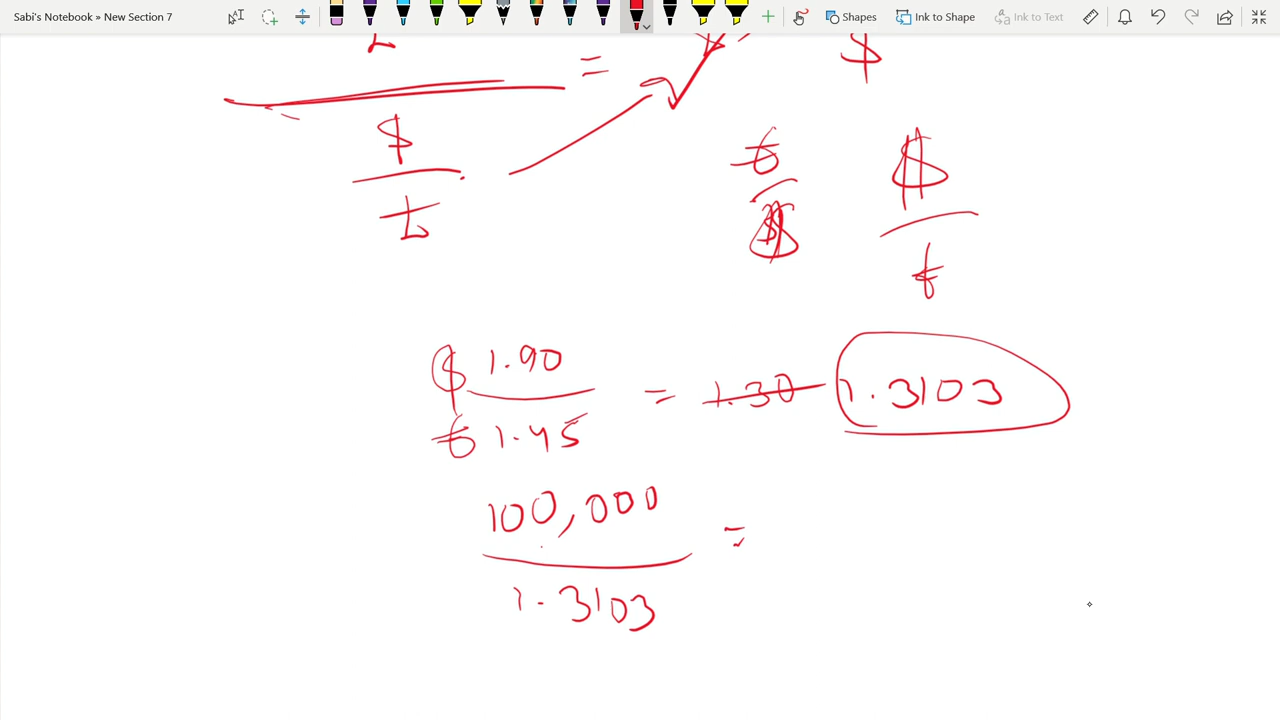 Sabi's Notebook » New Section 7
Shapes
Ink to Shape
Ink to Text
=
$
$
$
$
$ 1.90
€ 1.45
= 1.30 1.3103
100,000
1.3103
=